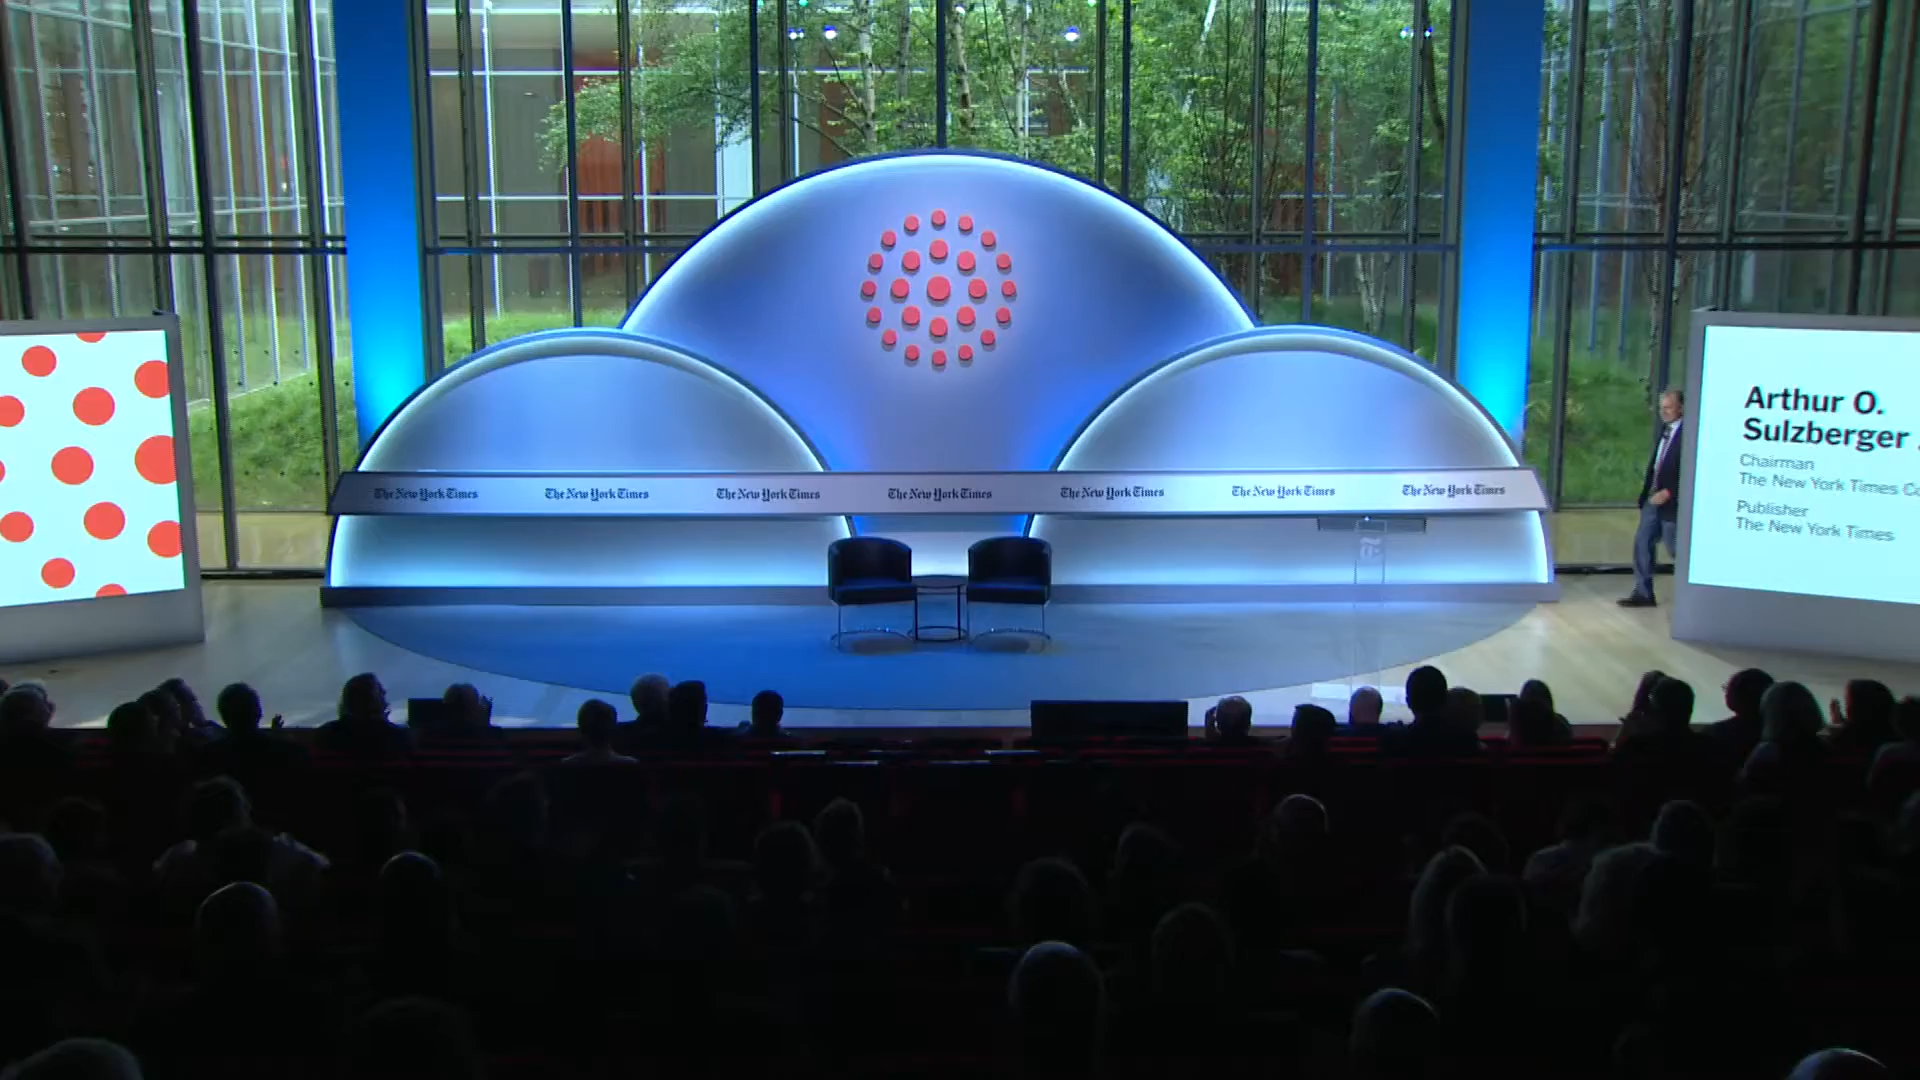 The New York Times The New York Times The New York Times The New York Times The New York Times The New York Times The New York Times
Arthur O.
Sulzberger
Chairman
The New York Times
Publisher
The New York Times